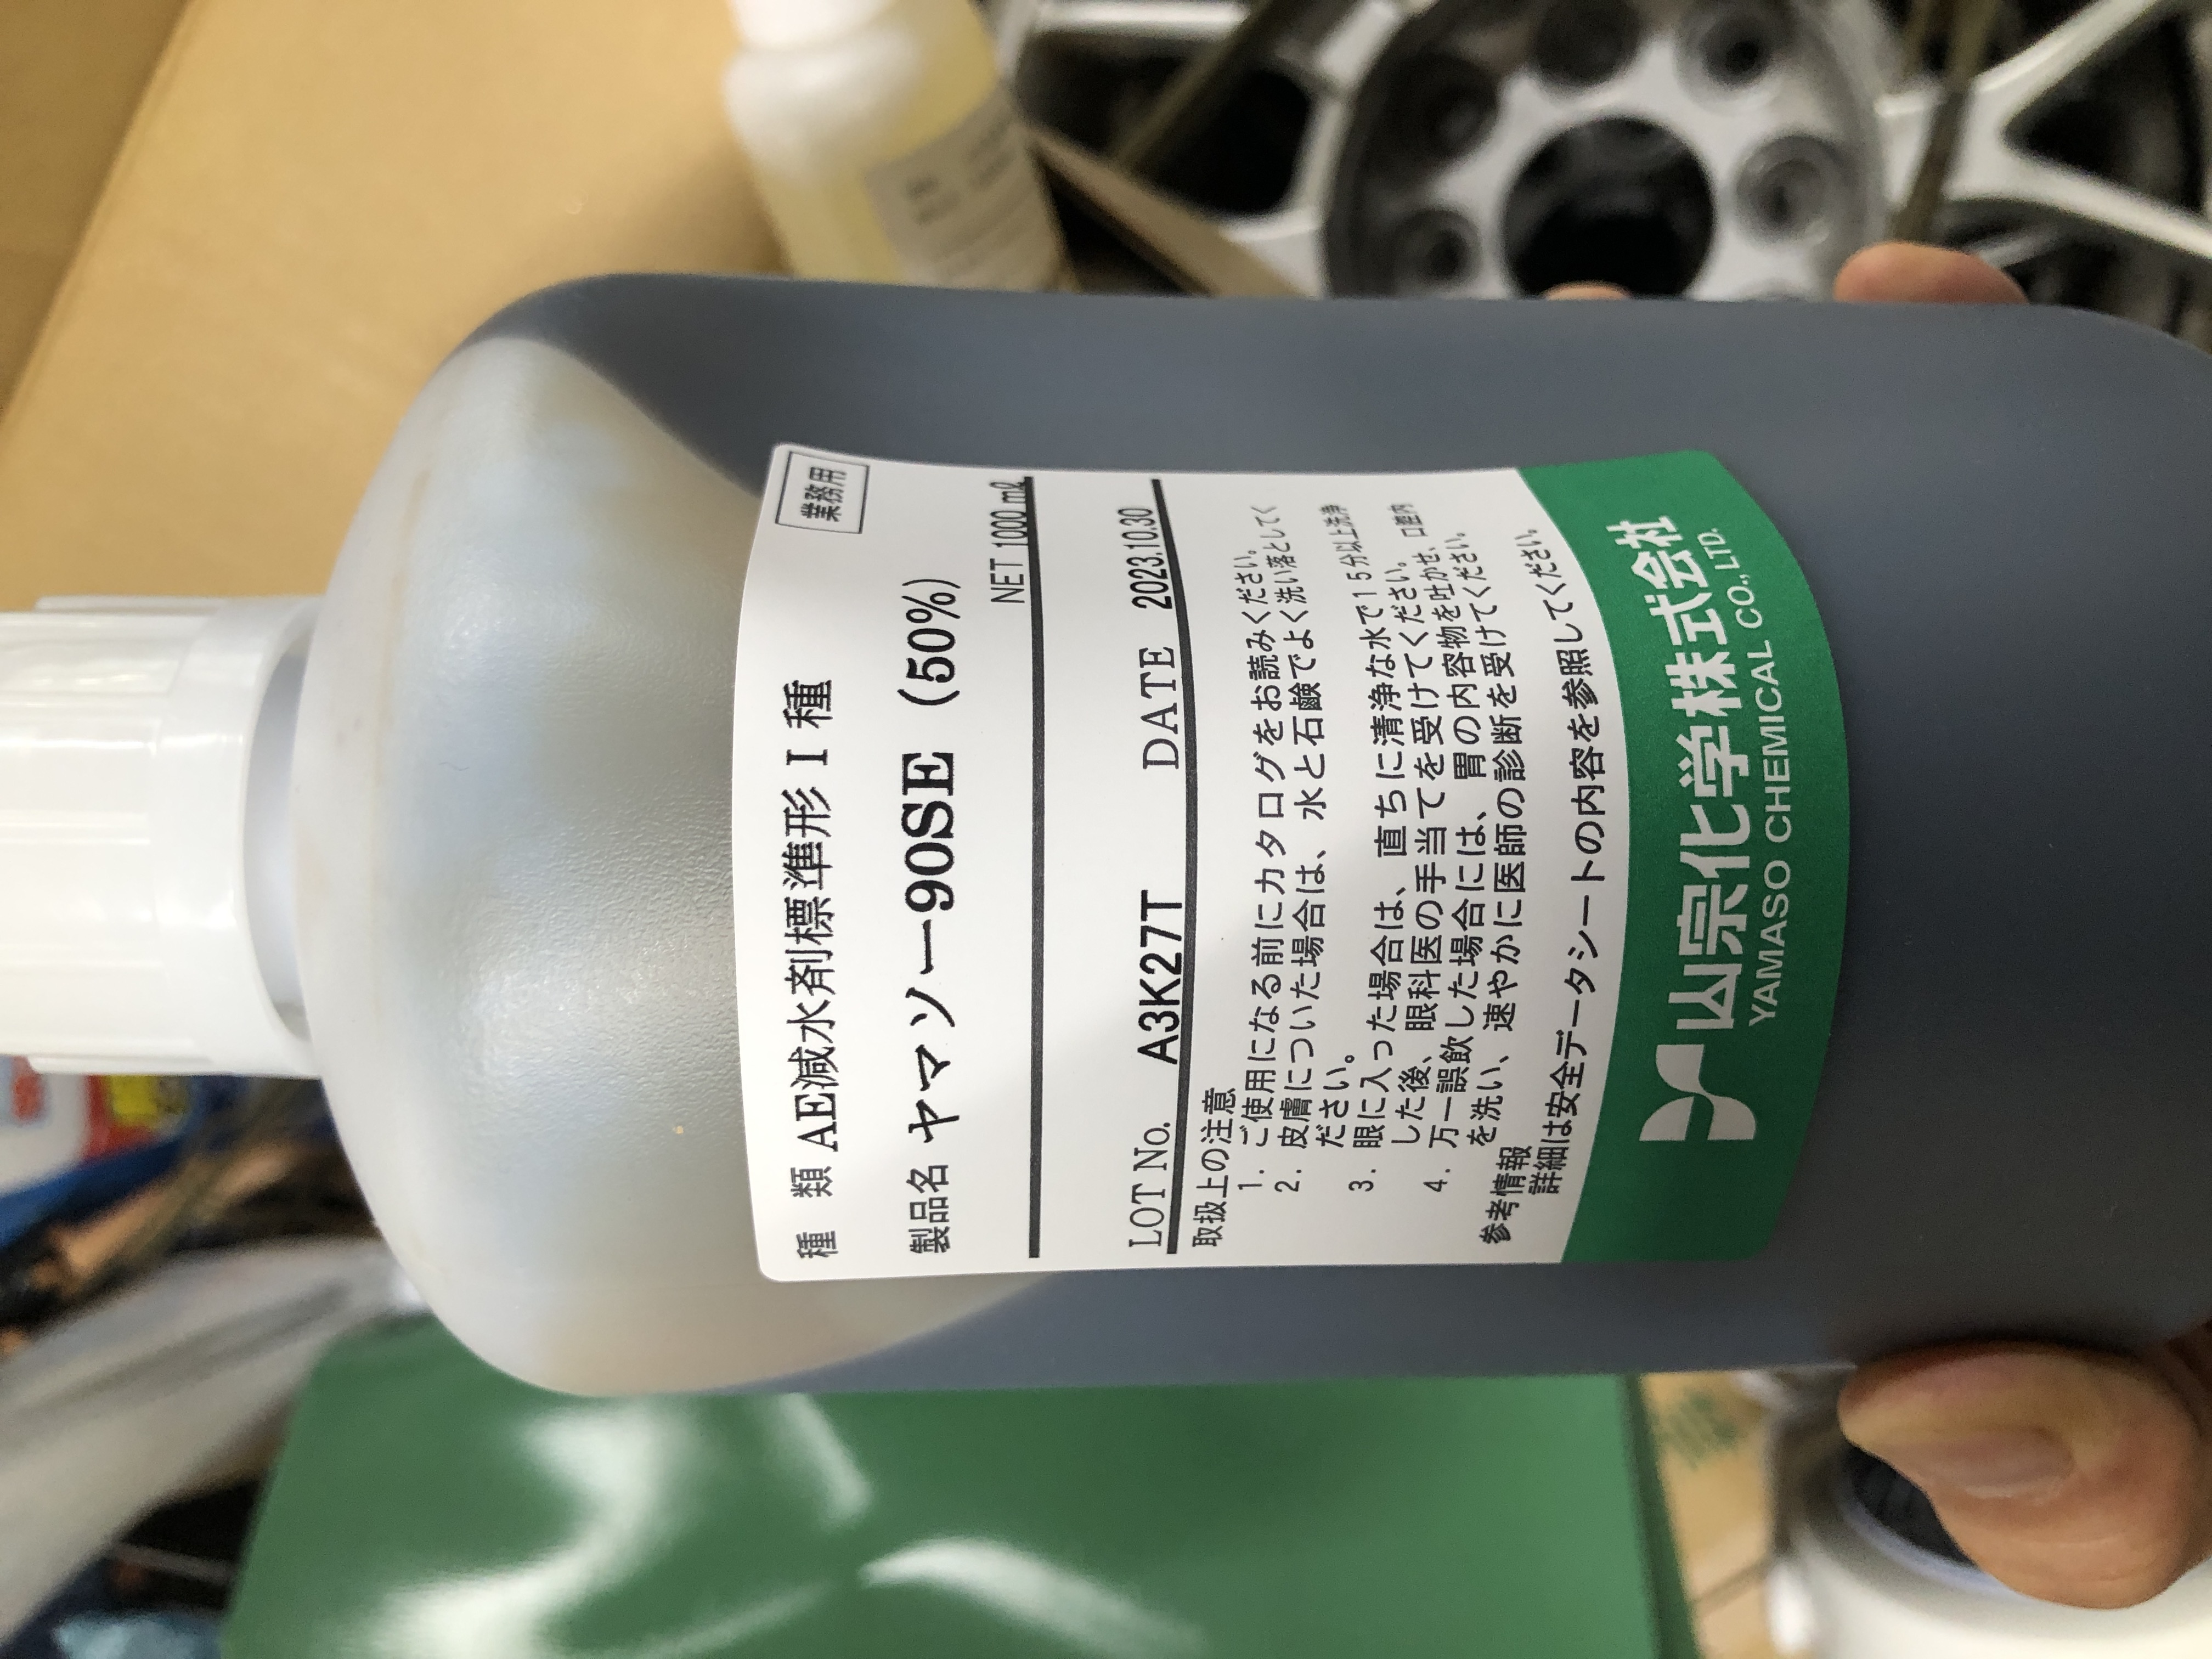 業務用
種 類 AE減水剤標準形 I 種
製品名 ヤマソー90SE (50%)
NET 1000 mℓ
LOT No. A3K27T DATE 2023.10.30
取扱上の注意
1. ご使用になる前にカタログをお読みください。
2. 皮膚についた場合は、水と石鹸でよく洗い落としてく
ださい。
3. 眼に入った場合は、直ちに清浄な水で15分以上洗浄
した後、眼科医の手当てを受けてください。
4. 万一誤飲した場合には、胃の内容物を吐かせ、口腔内
を洗い、速やかに医師の診断を受けてください。
参考情報
詳細は安全データシートの内容を参照してください。
山宗化学株式会社
YAMASO CHEMICAL CO., LTD.